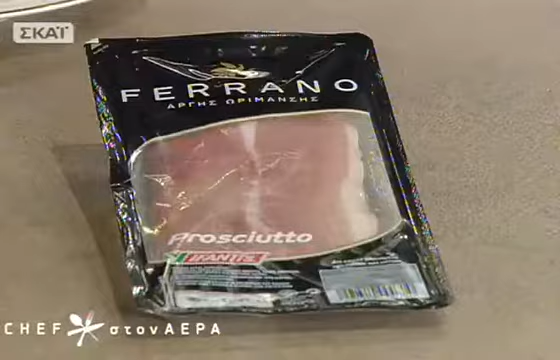 ΣΚΑΪ
FERRANO
ΑΡΓΗΣ ΩΡΙΜΑΝΣΗΣ
Prosciutto
IFANTIS
CHEF στον ΑΕΡΑ